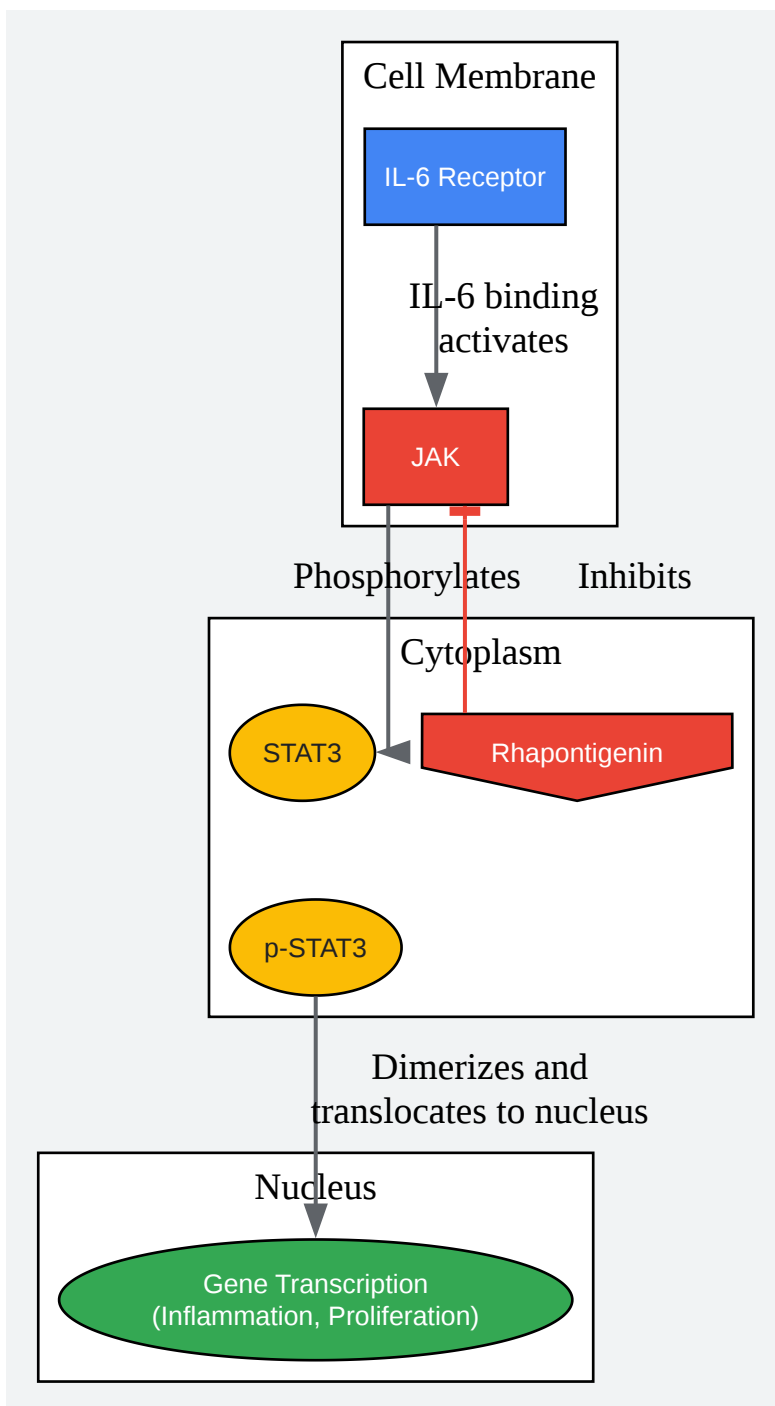 Cell Membrane
IL-6 Receptor
IL-6 binding
activates
JAK
Phosphorylates
Inhibits
Cytoplasm
STAT3
Rhapontigenin
p-STAT3
Dimerizes and
translocates to nucleus
Nucleus
Gene Transcription
(Inflammation, Proliferation)